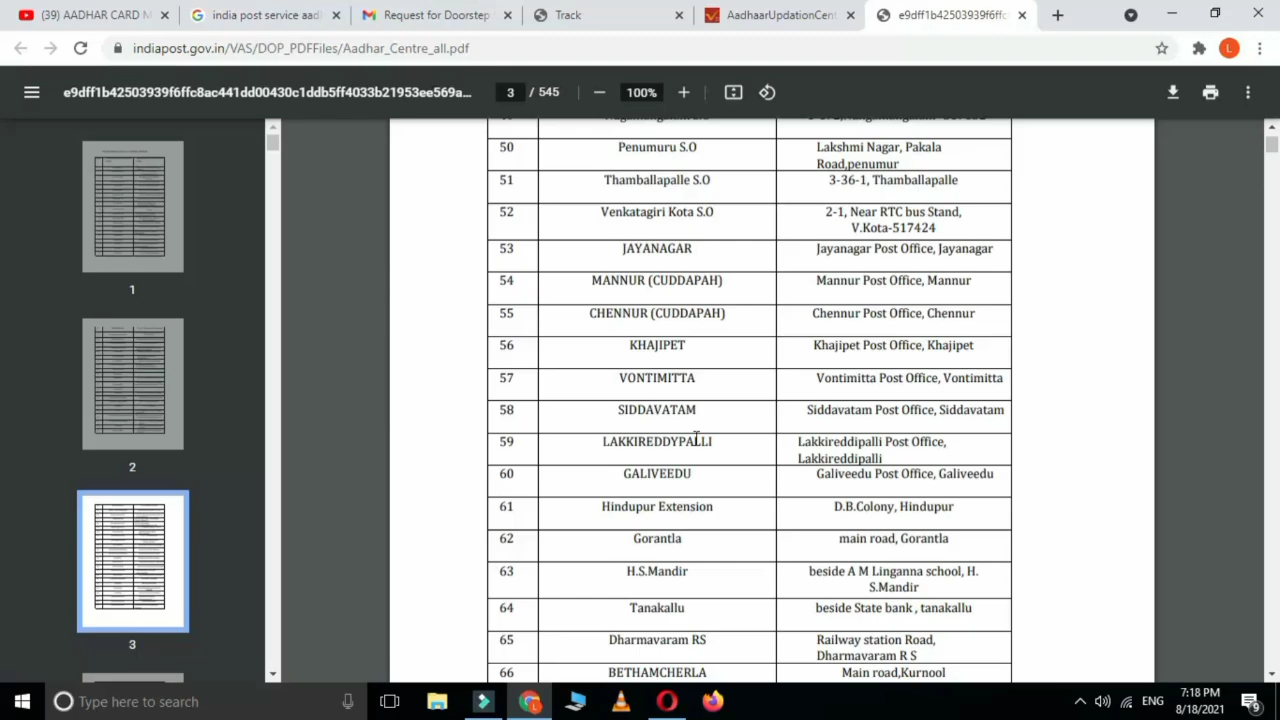 (39) AADHAR CARD M
india post service aadl
Request for Doorstep
Track
AadhaarUpdationCent
e9dff1b42503939f6ffc
indiapost.gov.in/VAS/DOP_PDFFiles/Aadhar_Centre_all.pdf
L
e9dff1b42503939f6ffc8ac441dd00430c1ddb5ff4033b21953ee569a...
3 / 545
100%
50 Penumuru S.O Lakshmi Nagar, Pakala
Road,penumur
51 Thamballapalle S.O 3-36-1, Thamballapalle
52 Venkatagiri Kota S.O 2-1, Near RTC bus Stand,
V.Kota-517424
53 JAYANAGAR Jayanagar Post Office, Jayanagar
54 MANNUR (CUDDAPAH) Mannur Post Office, Mannur
55 CHENNUR (CUDDAPAH) Chennur Post Office, Chennur
56 KHAJIPET Khajipet Post Office, Khajipet
57 VONTIMITTA Vontimitta Post Office, Vontimitta
58 SIDDAVATAM Siddavatam Post Office, Siddavatam
59 LAKKIREDDYPALLI Lakkireddipalli Post Office,
Lakkireddipalli
60 GALIVEEDU Galiveedu Post Office, Galiveedu
61 Hindupur Extension D.B.Colony, Hindupur
62 Gorantla main road, Gorantla
63 H.S.Mandir beside A M Linganna school, H.
S.Mandir
64 Tanakallu beside State bank , tanakallu
65 Dharmavaram RS Railway station Road,
Dharmavaram R S
66 BETHAMCHERLA Main road,Kurnool
1
2
3
Type here to search
ENG
7:18 PM
8/18/2021
9